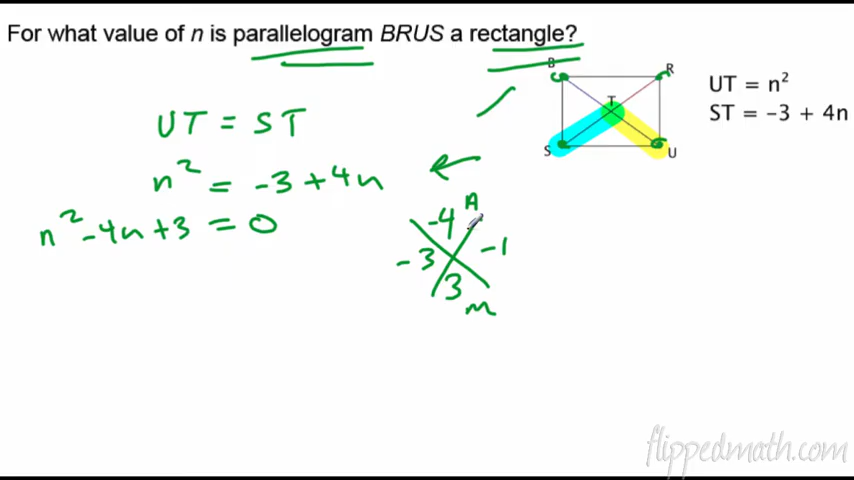 For what value of n is parallelogram BRUS a rectangle?
B
R
T
S
U
UT = n²
ST = -3 + 4n
UT = ST
n² = -3 + 4n
n² - 4n + 3 = 0
-4 A
-3 -1
3
m
flippedmath.com